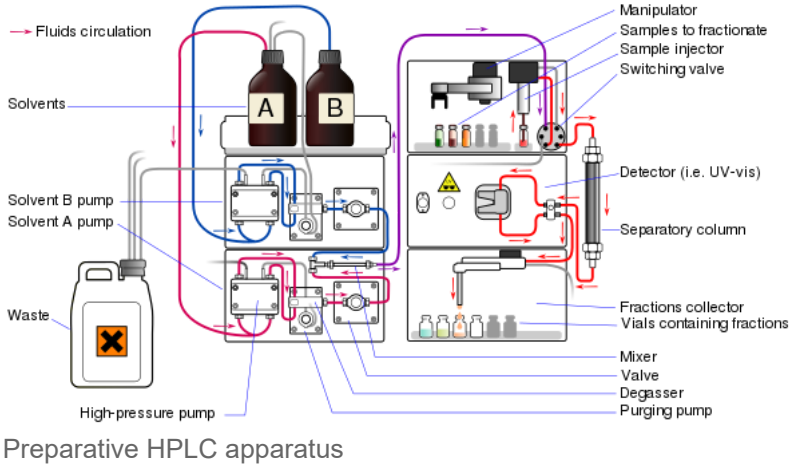 Fluids circulation
Manipulator
Samples to fractionate
Sample injector
Switching valve
Solvents
A
B
Detector (i.e. UV-vis)
Solvent B pump
Solvent A pump
Separatory column
Waste
Fractions collector
Vials containing fractions
Mixer
Valve
Degasser
Purging pump
High-pressure pump
Preparative HPLC apparatus